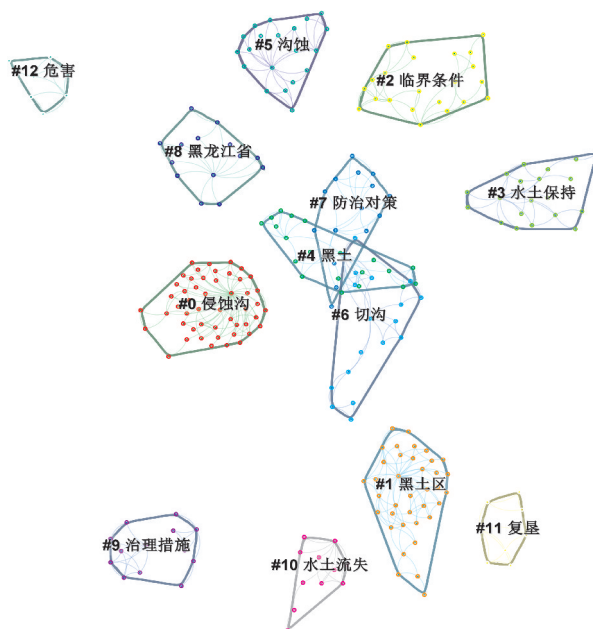 #5 沟蚀
#12 危害
#2 临界条件
#8 黑龙江省
#7 防治对策
#3 水土保持
#4 黑土
#0 侵蚀沟
#6 切沟
#1 黑土区
#11 复垦
#9 治理措施
#10 水土流失